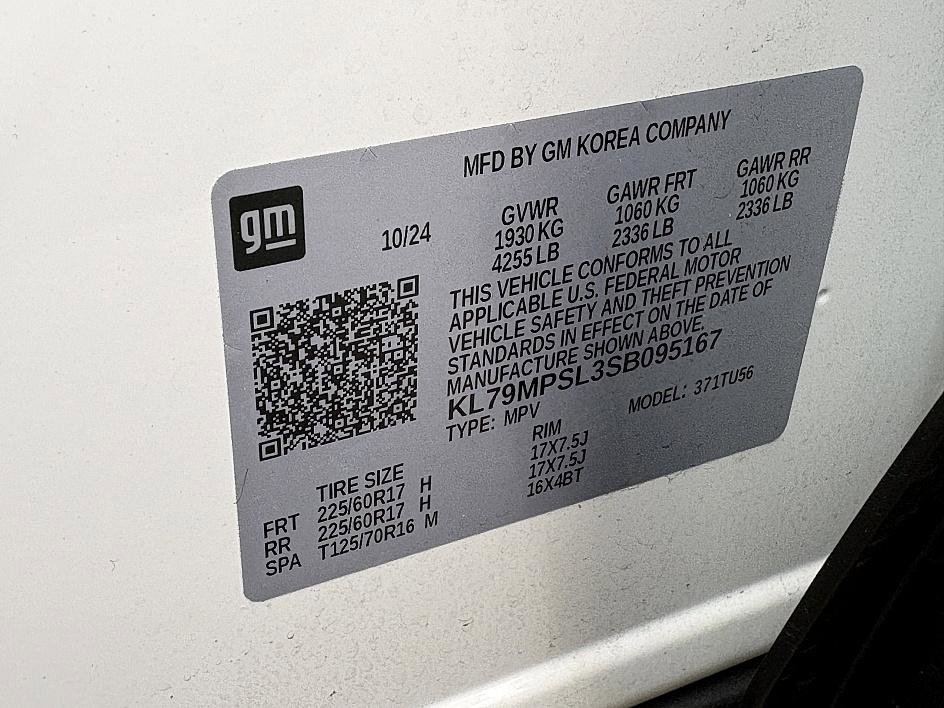 MFD BY GM KOREA COMPANY
gm
10/24
GVWR GAWR FRT GAWR RR
1930 KG 1060 KG 1060 KG
4255 LB 2336 LB 2336 LB
THIS VEHICLE CONFORMS TO ALL
APPLICABLE U.S. FEDERAL MOTOR
VEHICLE SAFETY AND THEFT PREVENTION
STANDARDS IN EFFECT ON THE DATE OF
MANUFACTURE SHOWN ABOVE.
KL79MPSL3SB095167
TYPE: MPV MODEL: 371TU56
TIRE SIZE RIM
FRT 225/60R17 H 17X7.5J
RR 225/60R17 H 17X7.5J
SPA T125/70R16 M 16X4BT